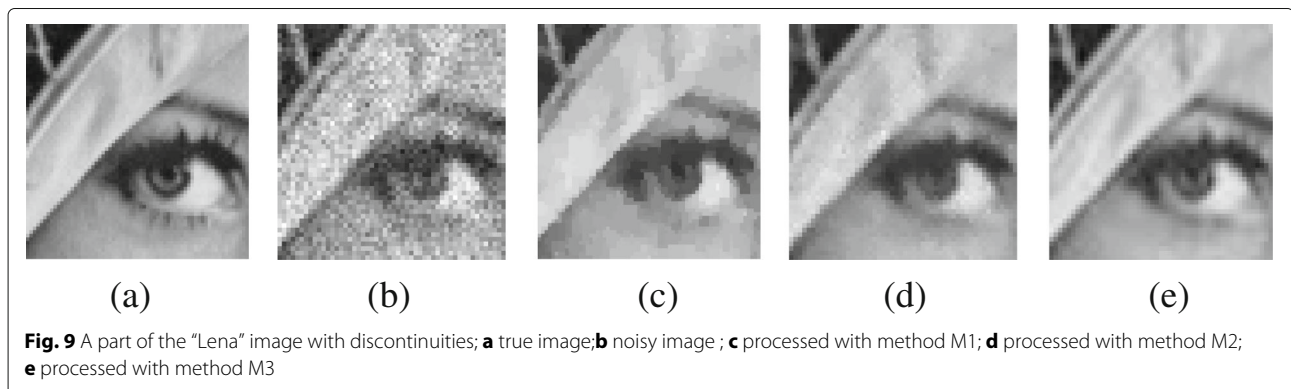 (a) (b) (c) (d) (e)
Fig. 9 A part of the “Lena” image with discontinuities; a true image;b noisy image ; c processed with method M1; d processed with method M2;
e processed with method M3